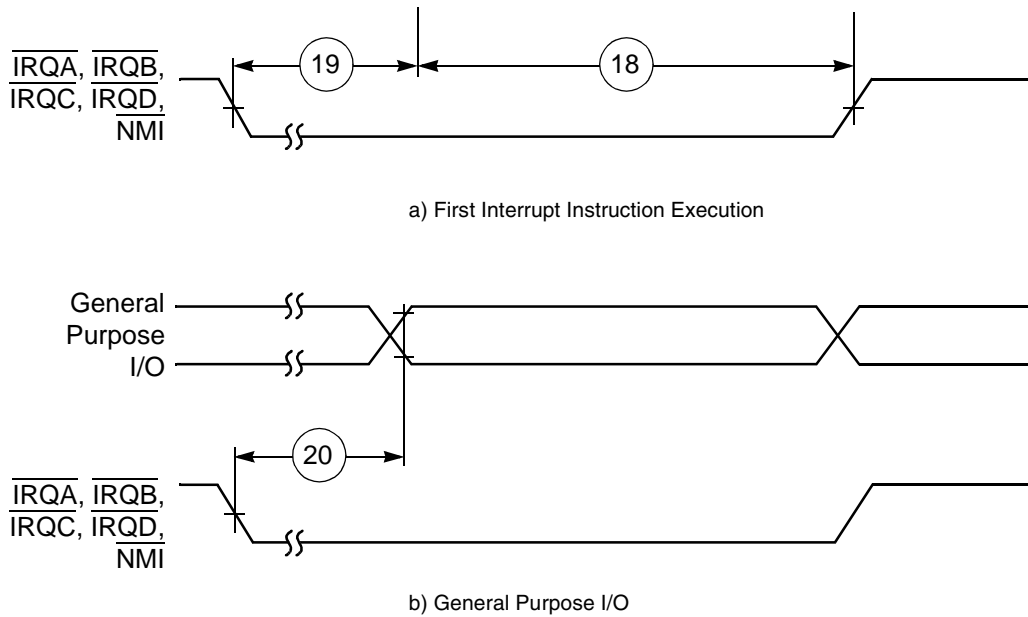 IRQA, IRQB,
IRQC, IRQD,
NMI
19
18
a) First Interrupt Instruction Execution
General
Purpose
I/O
20
IRQA, IRQB,
IRQC, IRQD,
NMI
b) General Purpose I/O